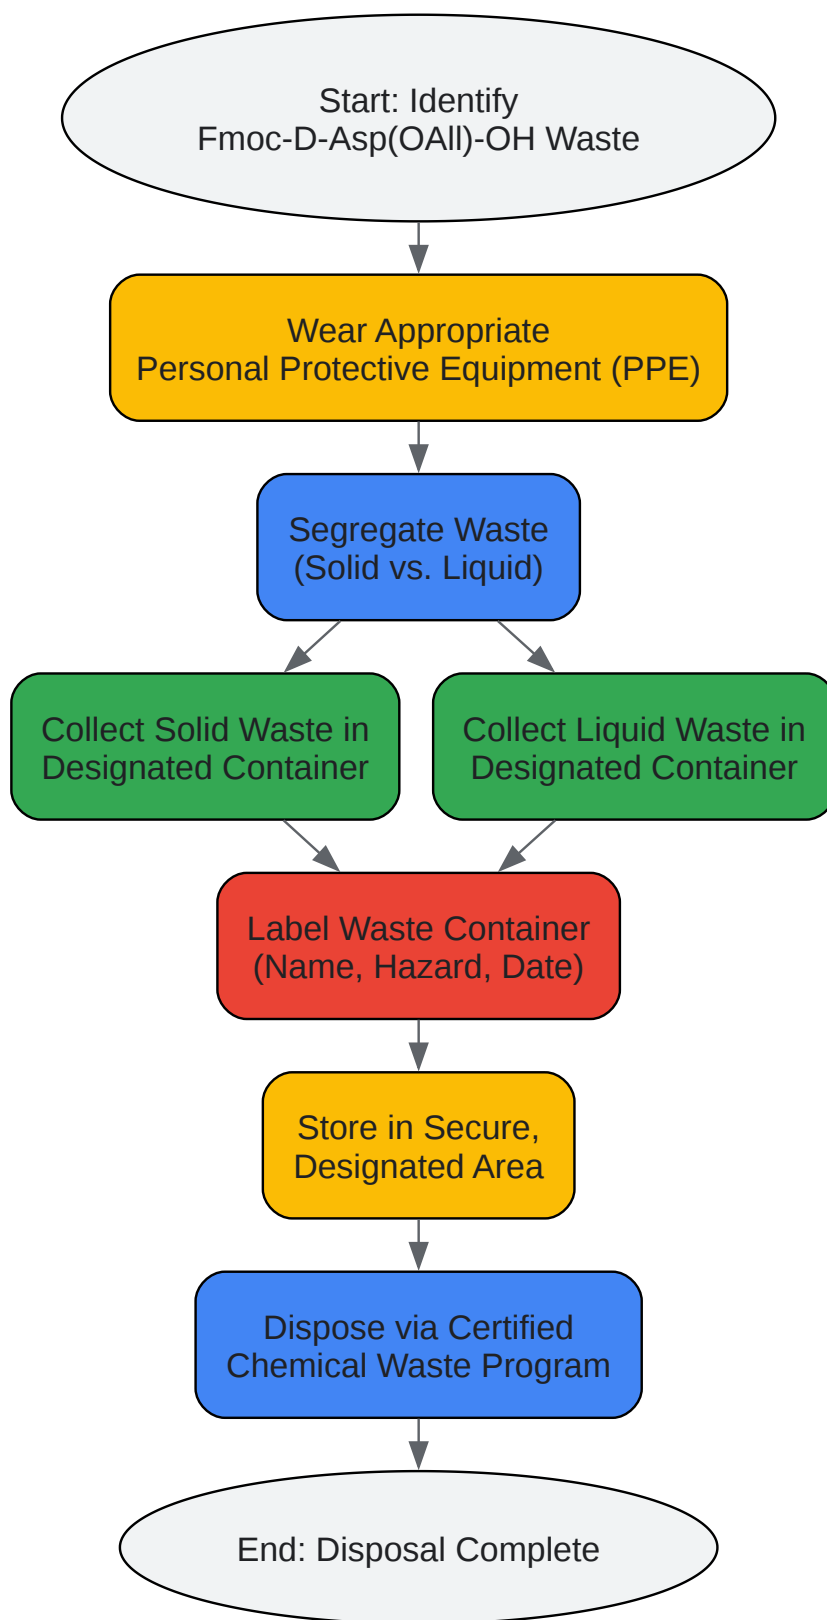 Start: Identify
Fmoc-D-Asp(OAll)-OH Waste
Wear Appropriate
Personal Protective Equipment (PPE)
Segregate Waste
(Solid vs. Liquid)
Collect Solid Waste in
Designated Container
Collect Liquid Waste in
Designated Container
Label Waste Container
(Name, Hazard, Date)
Store in Secure,
Designated Area
Dispose via Certified
Chemical Waste Program
End: Disposal Complete